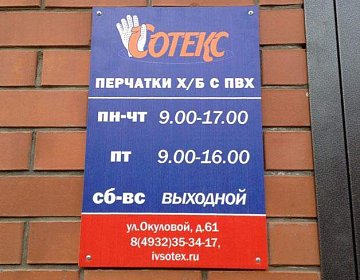 СОТЕКС
ПЕРЧАТКИ Х/Б С ПВХ
ПН-ЧТ 9.00-17.00
ПТ 9.00-16.00
СБ-ВС ВЫХОДНОЙ
ул.Окуловой, д.61
8(4932)35-34-17,
ivsotex.ru